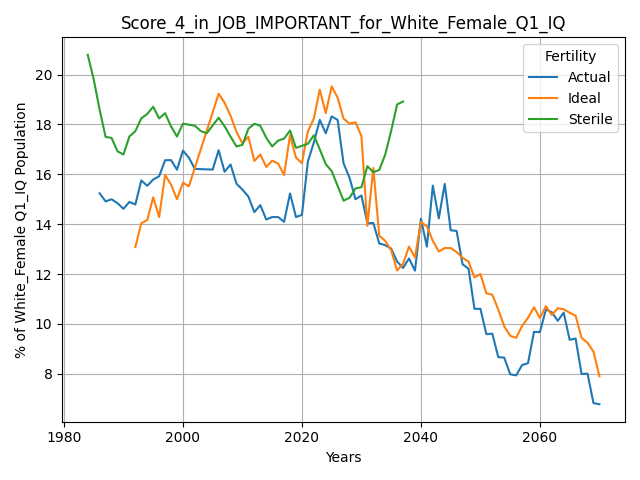 Score_4_in_JOB_IMPORTANT_for_White_Female_Q1_IQ
Fertility
Actual
Ideal
Sterile
% of White_Female Q1_IQ Population
20
18
16
14
12
10
8
1980
2000
2020
2040
2060
Years